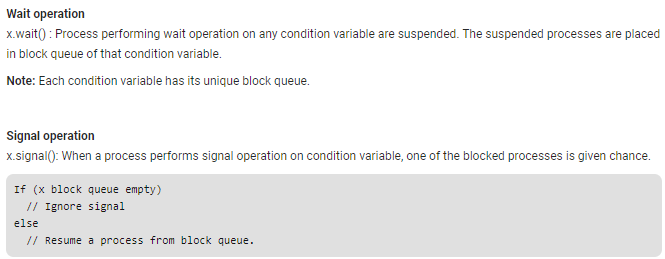 Wait operation
x.wait() : Process performing wait operation on any condition variable are suspended. The suspended processes are placed
in block queue of that condition variable.
Note: Each condition variable has its unique block queue.
Signal operation
x.signal(): When a process performs signal operation on condition variable, one of the blocked processes is given chance.
If (x block queue empty)
  // Ignore signal
else
  // Resume a process from block queue.